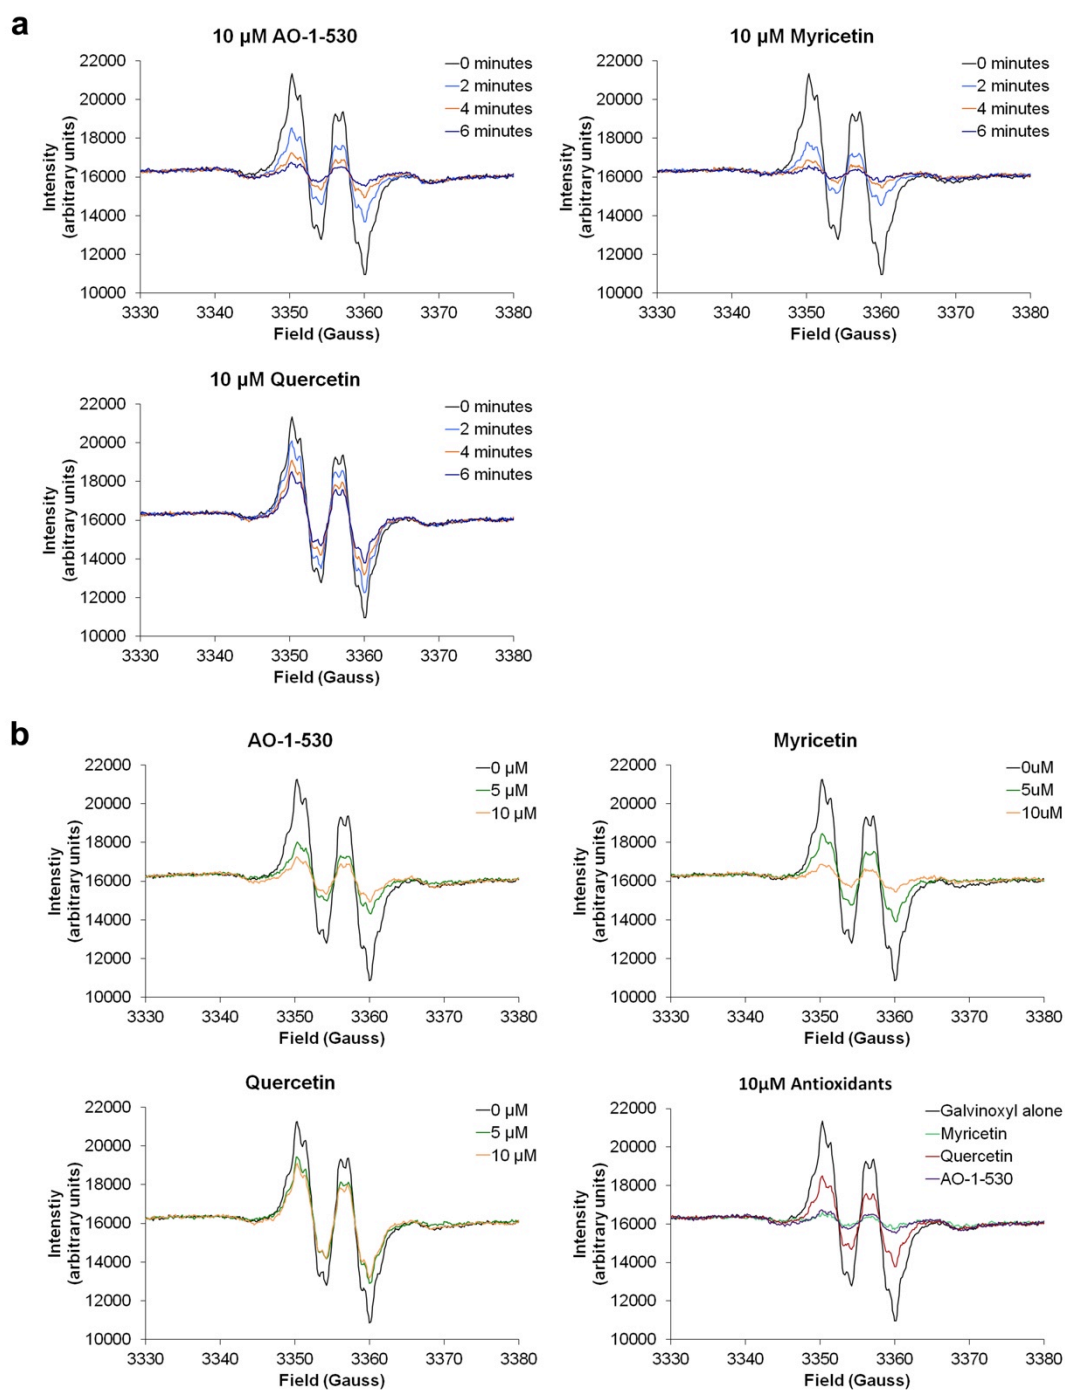 a
10 µM AO-1-530
22000
20000
18000
16000
14000
12000
10000
Intensity
(arbitrary units)
0 minutes
2 minutes
4 minutes
6 minutes
3330 3340 3350 3360 3370 3380
Field (Gauss)
10 µM Myricetin
22000
20000
18000
16000
14000
12000
10000
Intensity
(arbitrary units)
0 minutes
2 minutes
4 minutes
6 minutes
3330 3340 3350 3360 3370 3380
Field (Gauss)
10 µM Quercetin
22000
20000
18000
16000
14000
12000
10000
Intensity
(arbitrary units)
0 minutes
2 minutes
4 minutes
6 minutes
3330 3340 3350 3360 3370 3380
Field (Gauss)
b
AO-1-530
22000
20000
18000
16000
14000
12000
10000
Intenstiy
(arbitrary units)
0 µM
5 µM
10 µM
3330 3340 3350 3360 3370 3380
Field (Gauss)
Myricetin
22000
20000
18000
16000
14000
12000
10000
Intenstiy
(arbitrary units)
0uM
5uM
10uM
3330 3340 3350 3360 3370 3380
Field (Gauss)
Quercetin
22000
20000
18000
16000
14000
12000
10000
Intenstiy
(arbitrary units)
0 µM
5 µM
10 µM
3330 3340 3350 3360 3370 3380
Field (Gauss)
10µM Antioxidants
22000
20000
18000
16000
14000
12000
10000
Intenstiy
(arbitrary units)
Galvinoxyl alone
Myricetin
Quercetin
AO-1-530
3330 3340 3350 3360 3370 3380
Field (Gauss)